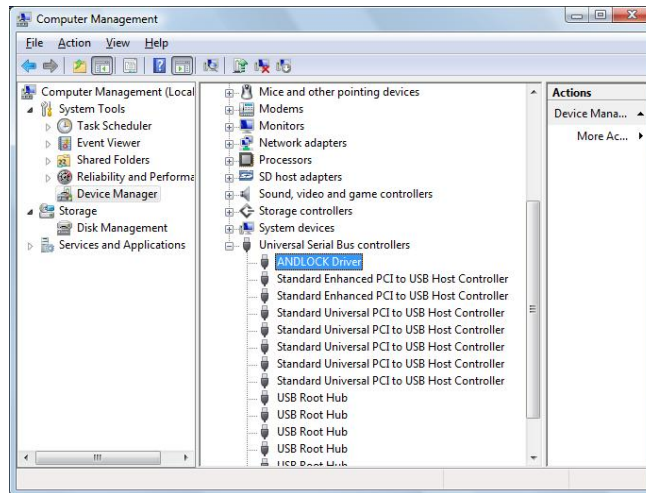 Computer Management
File Action View Help
Computer Management (Local
System Tools
Task Scheduler
Event Viewer
Shared Folders
Reliability and Performa
Device Manager
Storage
Disk Management
Services and Applications
Mice and other pointing devices
Modems
Monitors
Network adapters
Processors
SD host adapters
Sound, video and game controllers
Storage controllers
System devices
Universal Serial Bus controllers
ANDLOCK Driver
Standard Enhanced PCI to USB Host Controller
Standard Enhanced PCI to USB Host Controller
Standard Universal PCI to USB Host Controller
Standard Universal PCI to USB Host Controller
Standard Universal PCI to USB Host Controller
Standard Universal PCI to USB Host Controller
Standard Universal PCI to USB Host Controller
USB Root Hub
USB Root Hub
USB Root Hub
USB Root Hub
USB Root Hub
Actions
Device Mana...
More Ac...